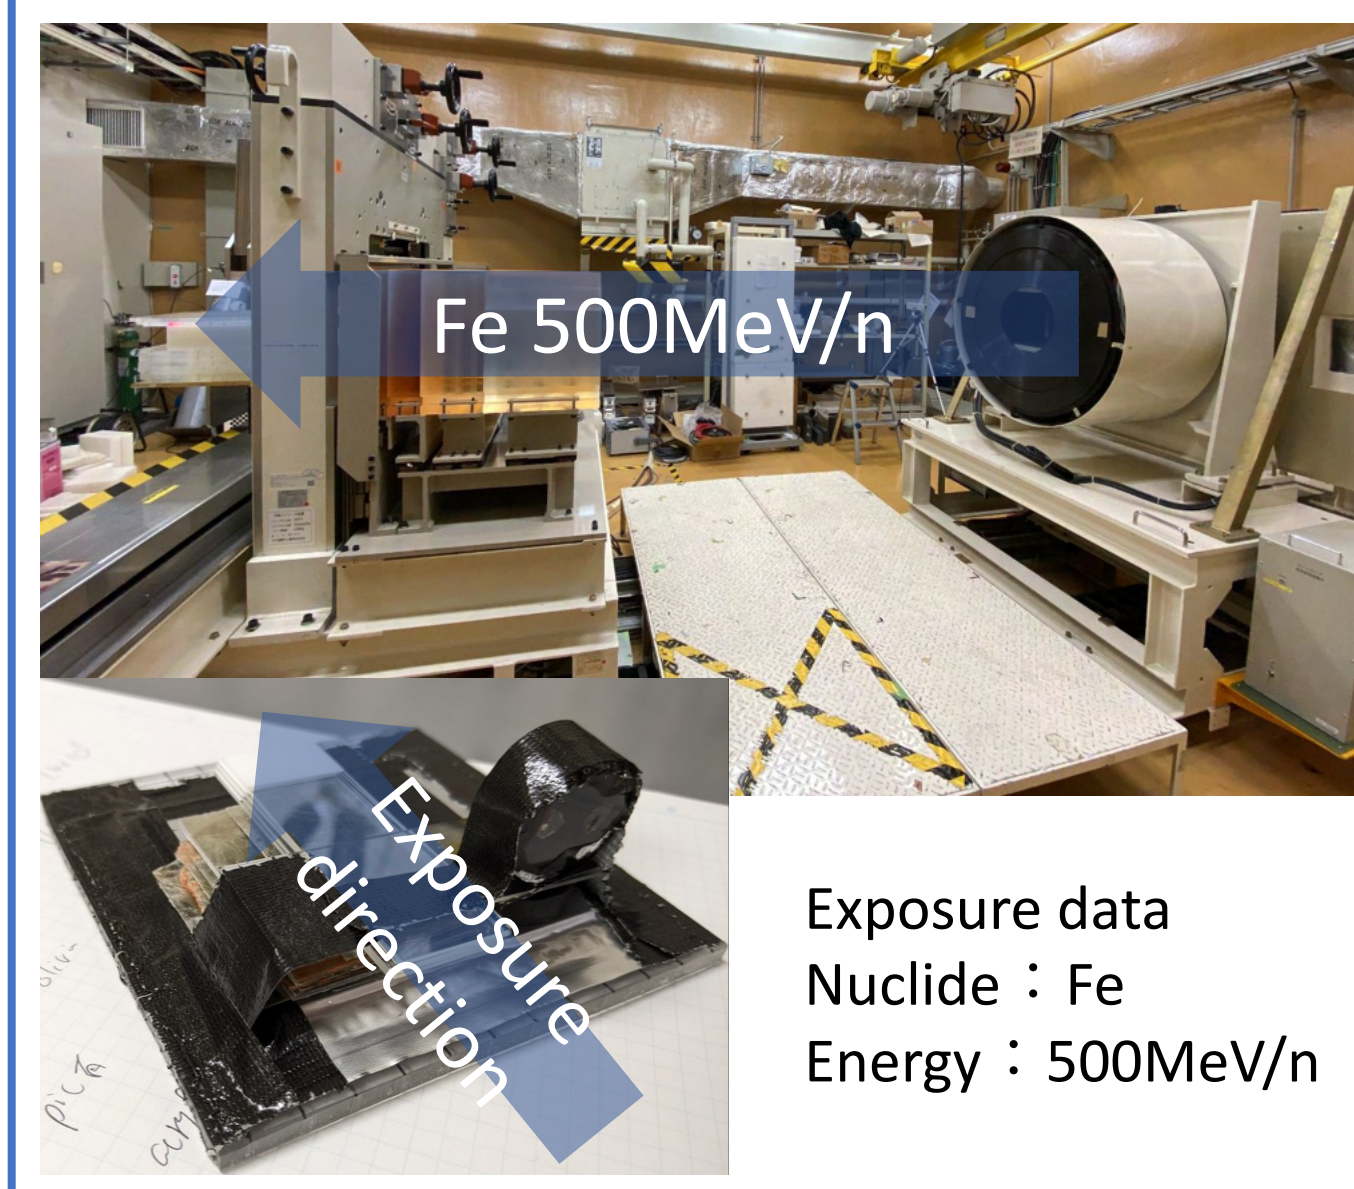 Fe 500MeV/n
Exposure
direction
Exposure data
Nuclide：Fe
Energy：500MeV/n